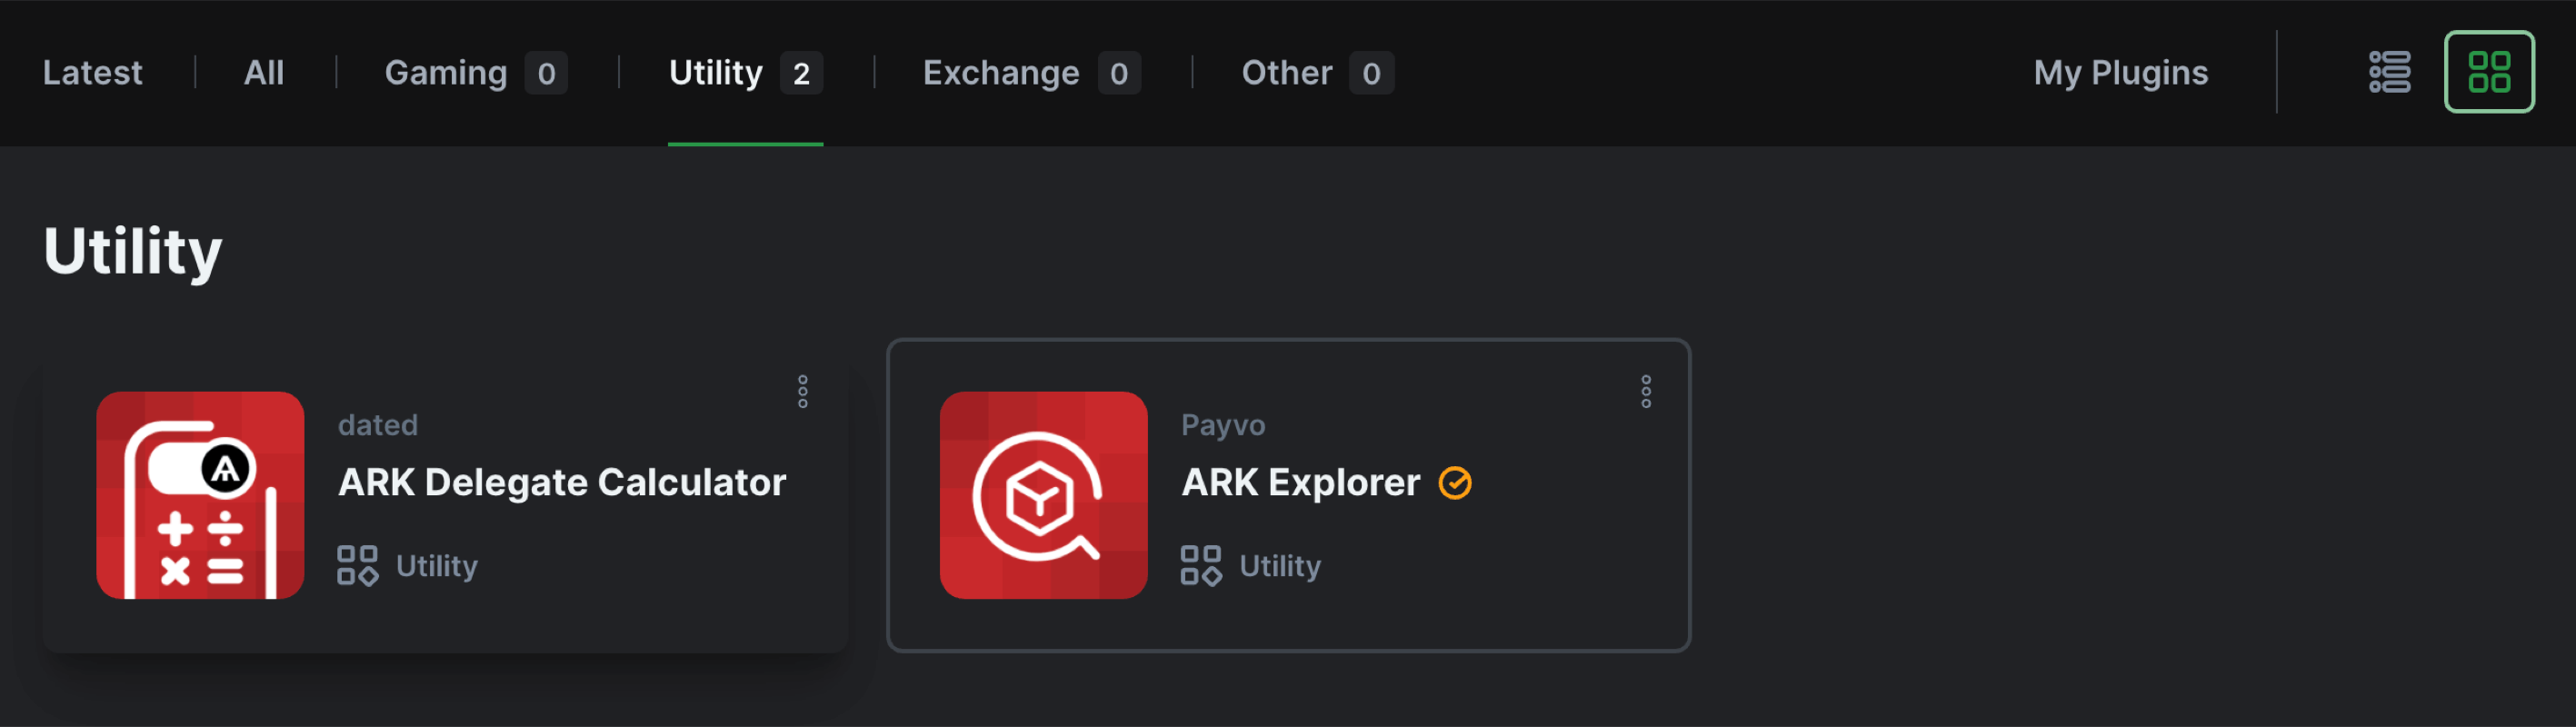 Latest All Gaming 0 Utility 2 Exchange 0 Other 0 My Plugins
Utility
dated
ARK Delegate Calculator
Utility
Payvo
ARK Explorer
Utility